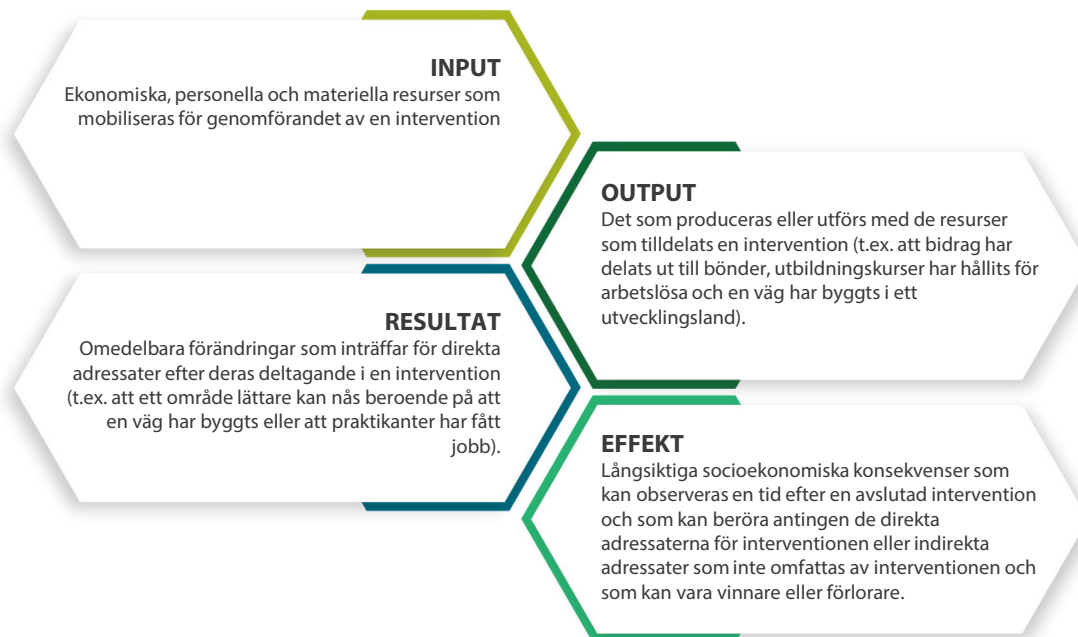 INPUT
Ekonomiska, personella och materiella resurser som
mobiliseras för genomförandet av en intervention
OUTPUT
Det som produceras eller utförs med de resurser
som tilldelats en intervention (t.ex. att bidrag har
delats ut till bönder, utbildningskurser har hållits för
arbetslösa och en väg har byggts i ett
utvecklingsland).
RESULTAT
Omedelbara förändringar som inträffar för direkta
adressater efter deras deltagande i en intervention
(t.ex. att ett område lättare kan nås beroende på att
en väg har byggts eller att praktikanter har fått
jobb).
EFFEKT
Långsiktiga socioekonomiska konsekvenser som
kan observeras en tid efter en avslutad intervention
och som kan beröra antingen de direkta
adressaterna för interventionen eller indirekta
adressater som inte omfattas av interventionen och
som kan vara vinnare eller förlorare.